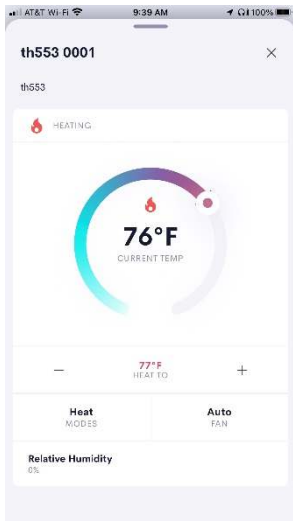 AT&T Wi-Fi 9:39 AM 100%
th553 0001
th553
HEATING
76°F
CURRENT TEMP
77°F
HEAT TO
Heat Auto
MODES FAN
Relative Humidity
0%